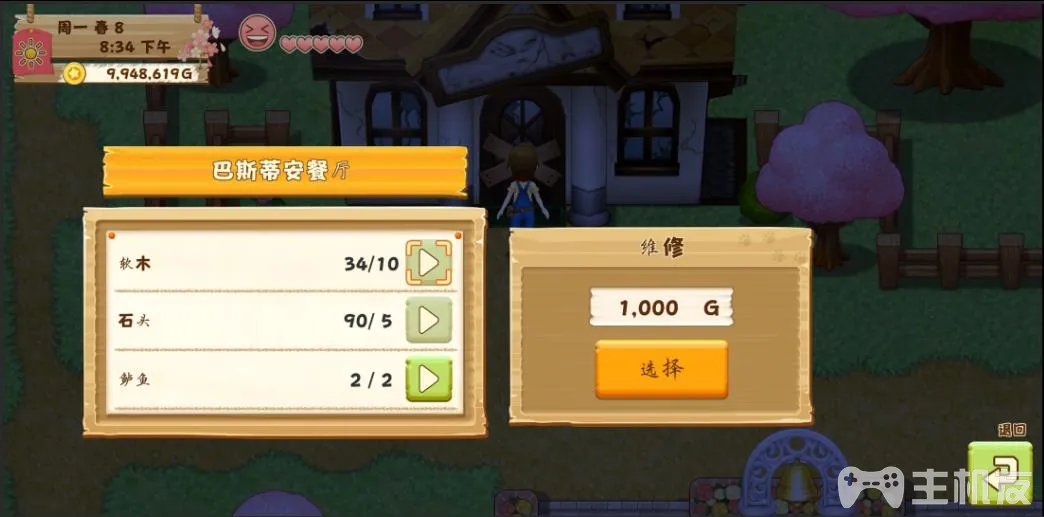 周一 春 8
8:34 下午
9,948,619G
巴斯蒂安餐厅
软木 34/10
石头 90/ 5
鲈鱼 2 / 2
维修
1,000 G
选择
退回
主机友